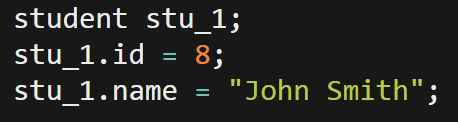 student stu_1;
stu_1.id = 8;
stu_1.name = "John Smith";